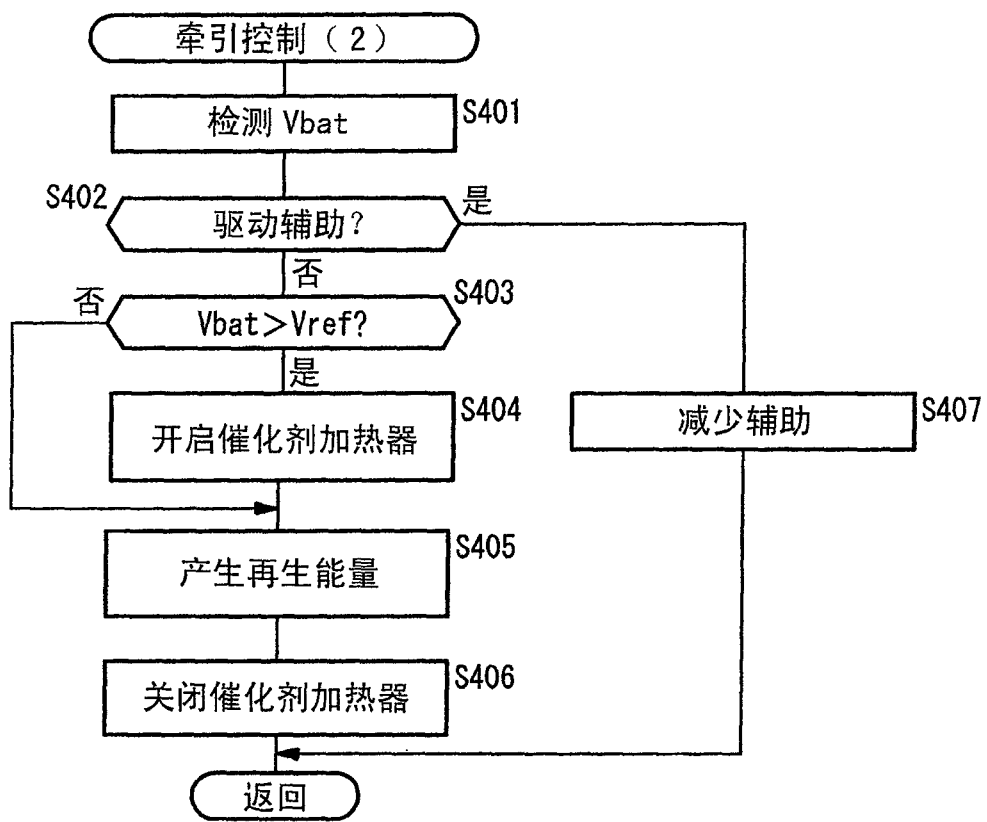 牵引控制（2）
检测 Vbat
S401
S402
驱动辅助？
是
否
否
S403
Vbat＞Vref?
是
开启催化剂加热器
S404
减少辅助
S407
产生再生能量
S405
关闭催化剂加热器
S406
返回